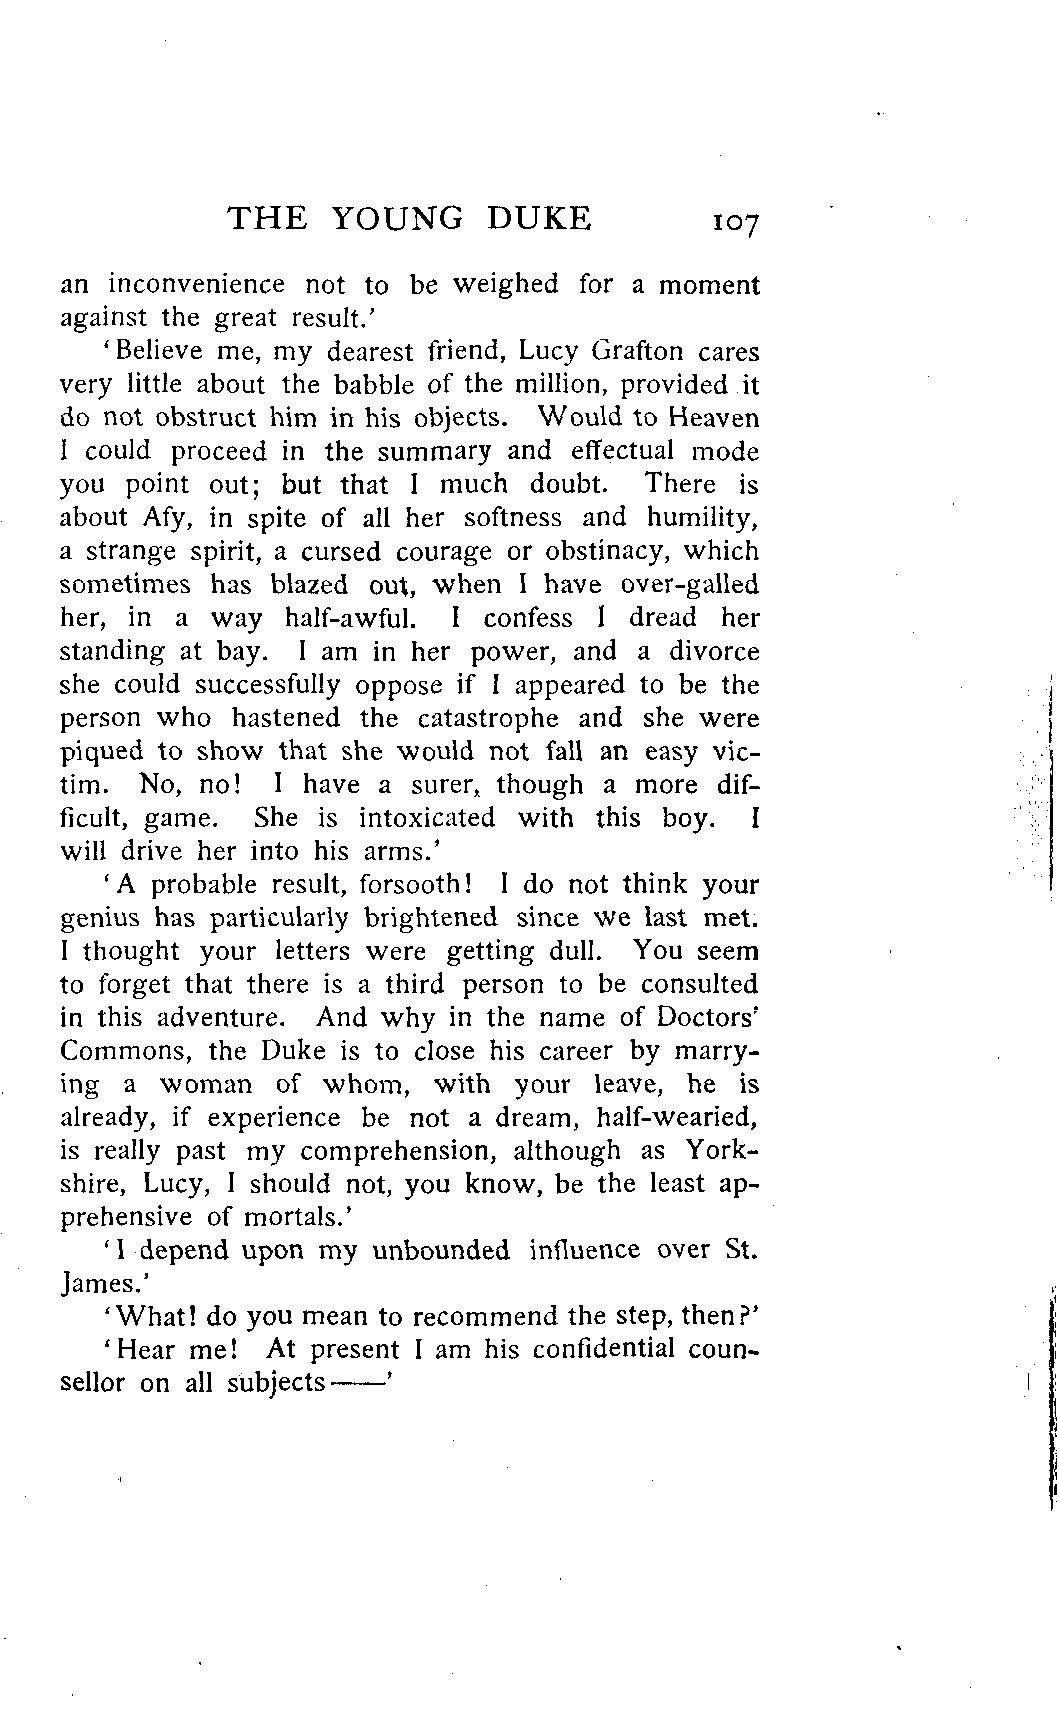 THE YOUNG DUKE 107
an inconvenience not to be weighed for a moment
against the great result.’
‘Believe me, my dearest friend, Lucy Grafton cares
very little about the babble of the million, provided it
do not obstruct him in his objects. Would to Heaven
I could proceed in the summary and effectual mode
you point out; but that I much doubt. There is
about Afy, in spite of all her softness and humility,
a strange spirit, a cursed courage or obstinacy, which
sometimes has blazed out, when I have over-galled
her, in a way half-awful. I confess I dread her
standing at bay. I am in her power, and a divorce
she could successfully oppose if I appeared to be the
person who hastened the catastrophe and she were
piqued to show that she would not fall an easy vic-
tim. No, no! I have a surer, though a more dif-
ficult, game. She is intoxicated with this boy. I
will drive her into his arms.’
‘A probable result, forsooth! I do not think your
genius has particularly brightened since we last met.
I thought your letters were getting dull. You seem
to forget that there is a third person to be consulted
in this adventure. And why in the name of Doctors’
Commons, the Duke is to close his career by marry-
ing a woman of whom, with your leave, he is
already, if experience be not a dream, half-wearied,
is really past my comprehension, although as York-
shire, Lucy, I should not, you know, be the least ap-
prehensive of mortals.’
‘I depend upon my unbounded influence over St.
James.’
‘What! do you mean to recommend the step, then?’
‘Hear me! At present I am his confidential coun-
sellor on all subjects——’